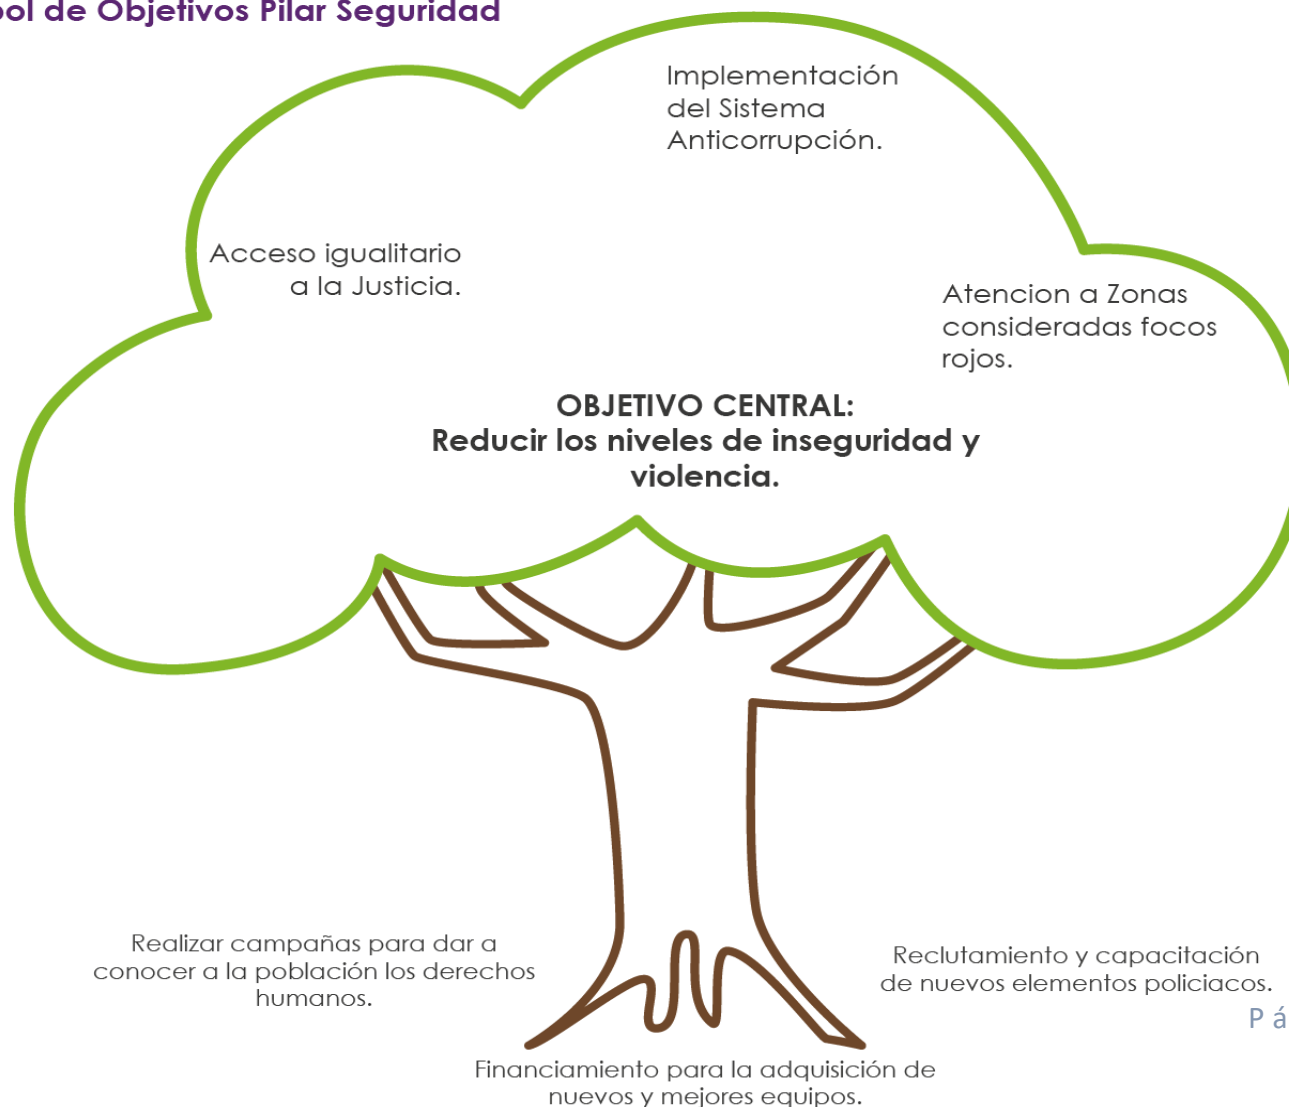 bol de Objetivos Pilar Seguridad
Implementación
del Sistema
Anticorrupción.
Acceso igualitario
a la Justicia.
Atencion a Zonas
consideradas focos
rojos.
OBJETIVO CENTRAL:
Reducir los niveles de inseguridad y
violencia.
Realizar campañas para dar a
conocer a la población los derechos
humanos.
Reclutamiento y capacitación
de nuevos elementos policiacos.
P á
Financiamiento para la adquisición de
nuevos y mejores equipos.